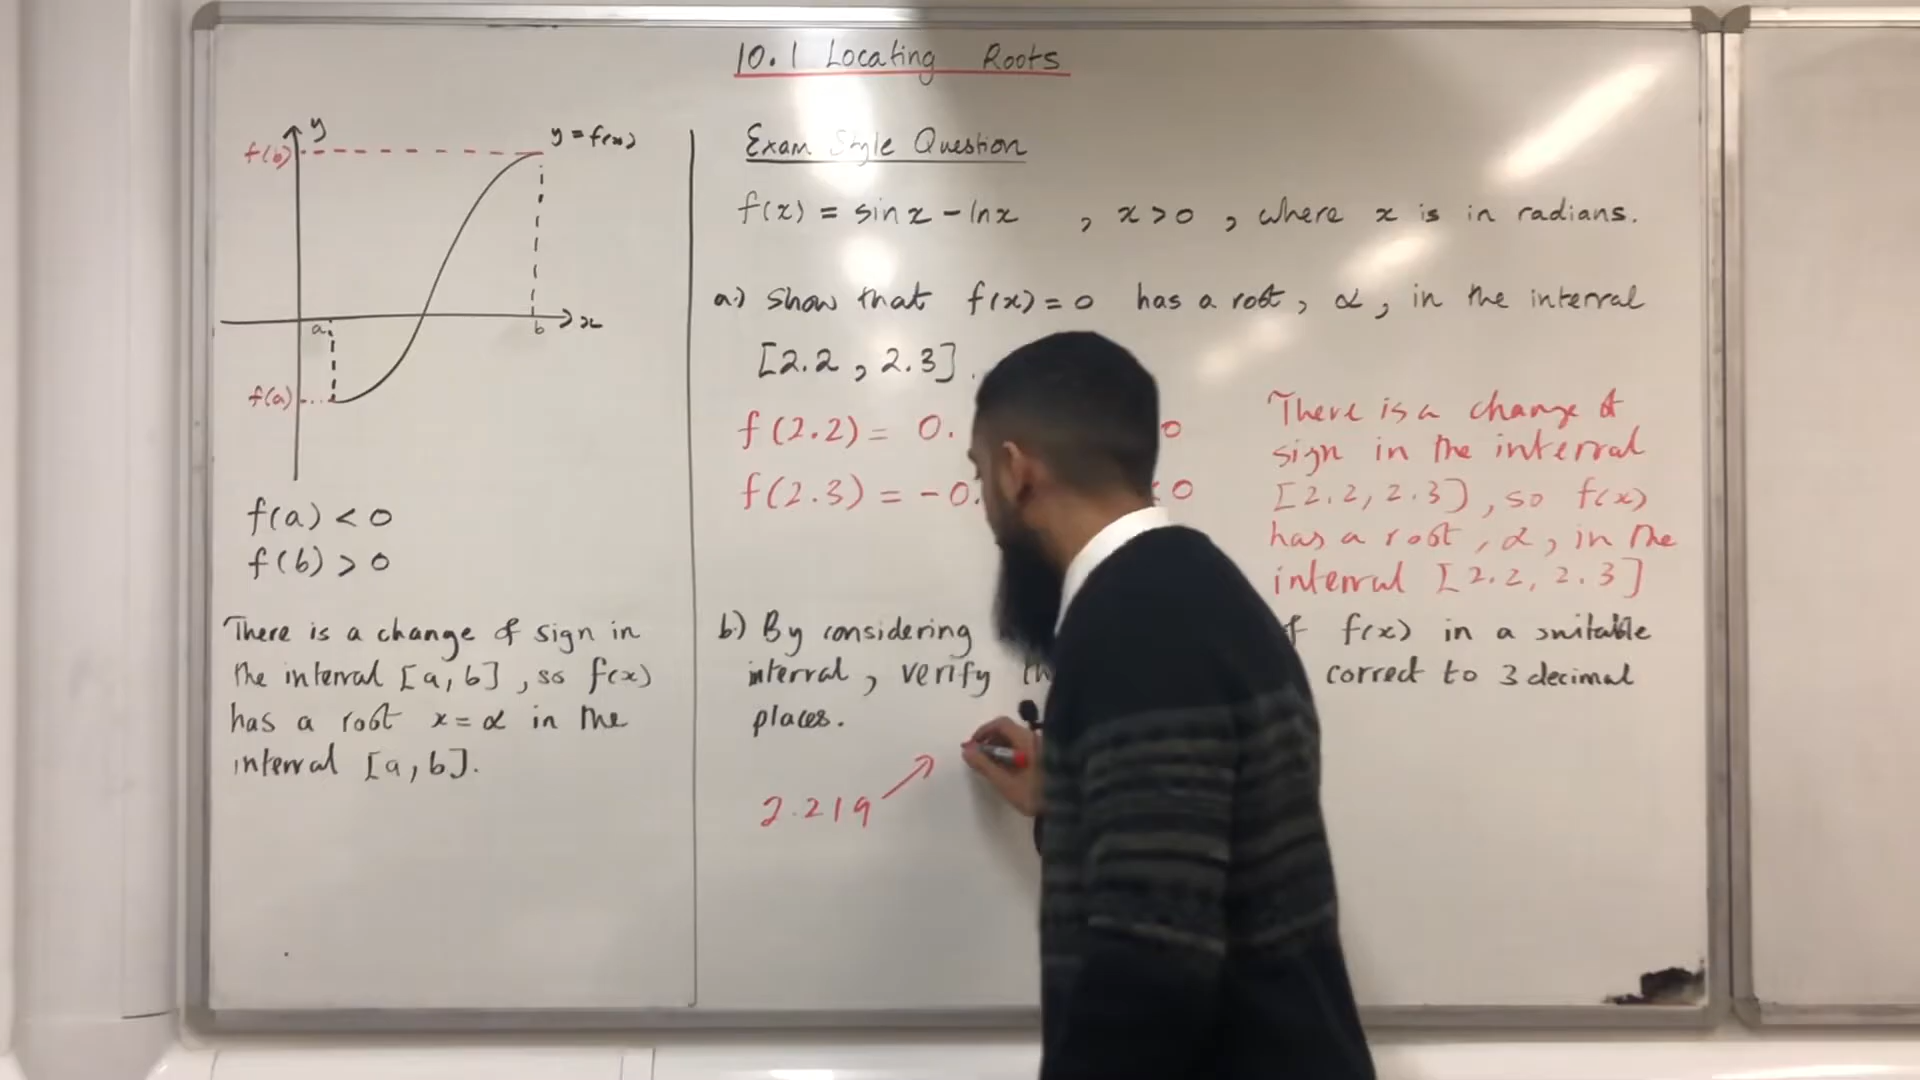 10.1 Locating Roots
y
f(b)
y = f(x)
a
b
x
f(a)
f(a) < 0
f(b) > 0
There is a change of sign in
the interval [a, b], so f(x)
has a root x = α in the
interval [a, b].
Exam Style Question
f(x) = sin x - ln x , x > 0 , where x is in radians.
a) Show that f(x) = 0 has a root, α, in the interval
[2.2, 2.3].
f(2.2) = 0. 0
f(2.3) = -0. < 0
There is a change of
sign in the interval
[2.2, 2.3], so f(x)
has a root, α, in the
interval [2.2, 2.3]
b) By considering f(x) in a suitable
interval, verify correct to 3 decimal
places.
2.219